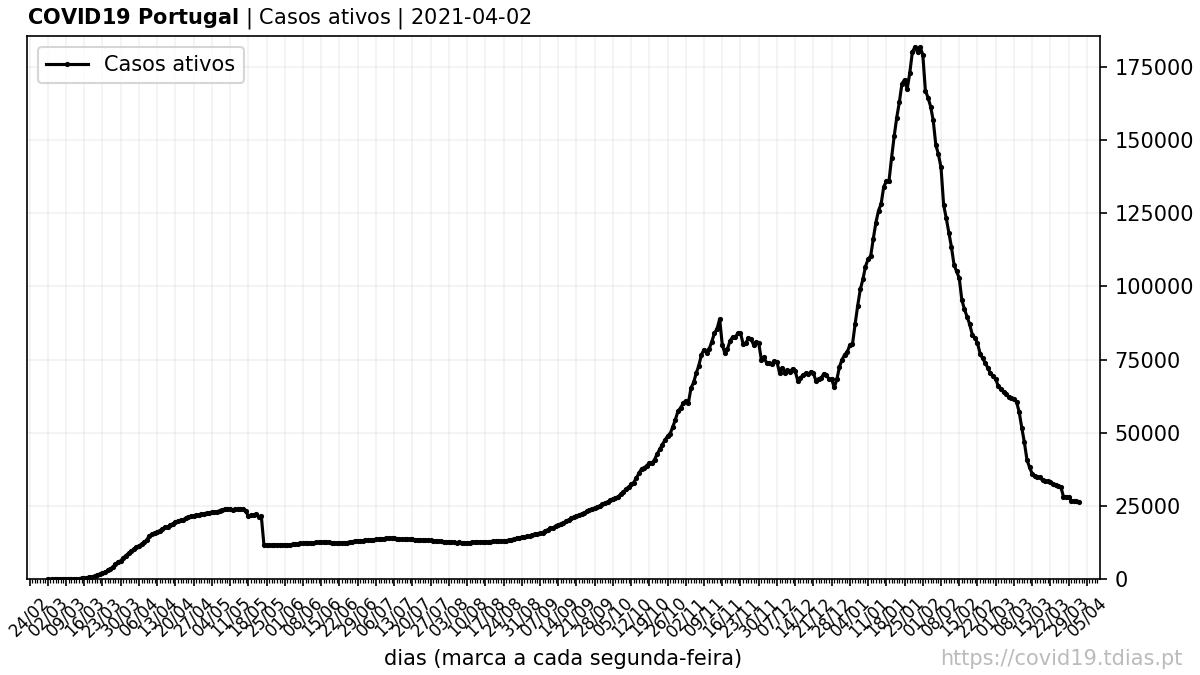 COVID19 Portugal | Casos ativos | 2021-04-02
Casos ativos
175000
150000
125000
100000
75000
50000
25000
0
24/02 02/03 09/03 16/03 23/03 30/03 06/04 13/04 20/04 27/04 04/05 11/05 18/05 25/05 01/06 08/06 15/06 22/06 29/06 06/07 13/07 20/07 27/07 03/08 10/08 17/08 24/08 31/08 07/09 14/09 21/09 28/09 05/10 12/10 19/10 26/10 02/11 09/11 16/11 23/11 30/11 07/12 14/12 21/12 28/12 04/01 11/01 18/01 25/01 01/02 08/02 15/02 22/02 01/03 08/03 15/03 22/03 29/03 05/04
dias (marca a cada segunda-feira)
https://covid19.tdias.pt